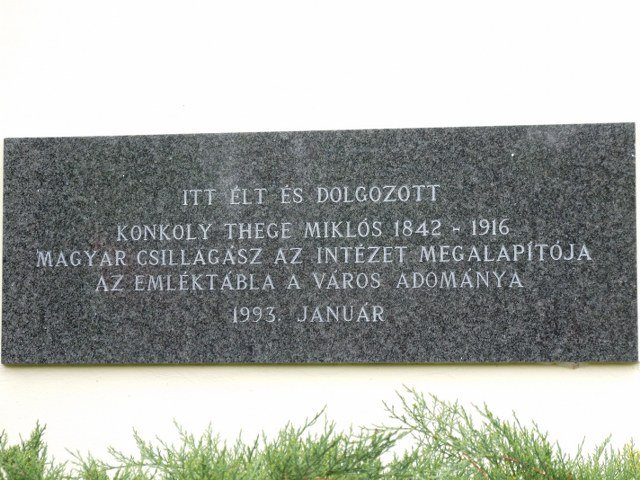 ITT ÉLT ÉS DOLGOZOTT
KONKOLY THEGE MIKLÓS 1842 - 1916
MAGYAR CSILLAGÁSZ AZ INTÉZET MEGALAPÍTÓJA
AZ EMLÉKTÁBLA A VÁROS ADOMÁNYA
1993. JANUÁR